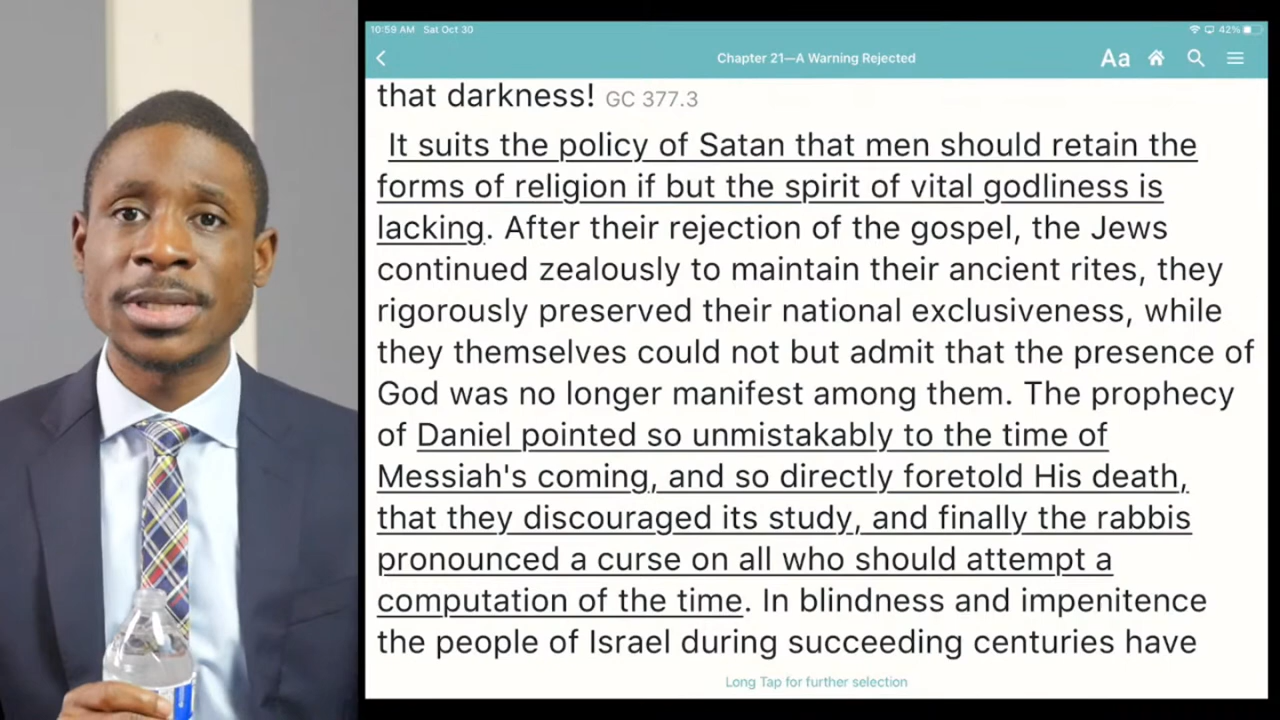 10:59 AM Sat Oct 30
42%
Chapter 21—A Warning Rejected
Aa
that darkness! GC 377.3
It suits the policy of Satan that men should retain the
forms of religion if but the spirit of vital godliness is
lacking. After their rejection of the gospel, the Jews
continued zealously to maintain their ancient rites, they
rigorously preserved their national exclusiveness, while
they themselves could not but admit that the presence of
God was no longer manifest among them. The prophecy
of Daniel pointed so unmistakably to the time of
Messiah's coming, and so directly foretold His death,
that they discouraged its study, and finally the rabbis
pronounced a curse on all who should attempt a
computation of the time. In blindness and impenitence
the people of Israel during succeeding centuries have
Long Tap for further selection